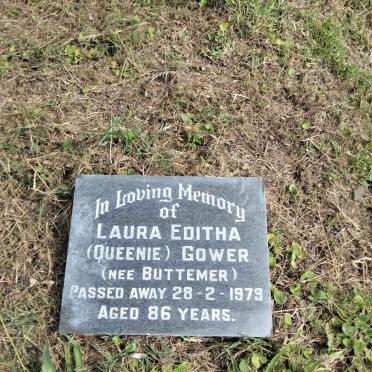 In Loving Memory
of
LAURA EDITHA
(QUEENIE) GOWER
(NEE BUTTEMER)
PASSED AWAY 28-2-1979
AGED 86 YEARS.